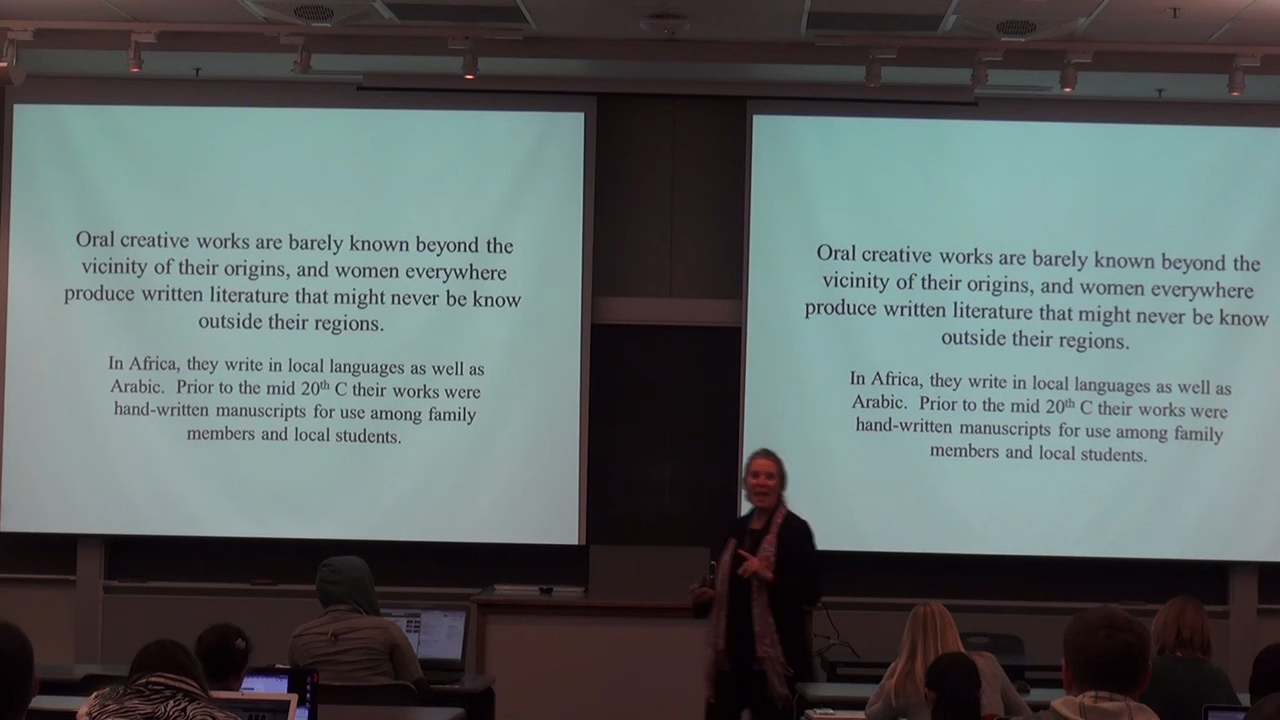 Oral creative works are barely known beyond the
vicinity of their origins, and women everywhere
produce written literature that might never be know
outside their regions.
In Africa, they write in local languages as well as
Arabic. Prior to the mid 20th C their works were
hand-written manuscripts for use among family
members and local students.
Oral creative works are barely known beyond the
vicinity of their origins, and women everywhere
produce written literature that might never be know
outside their regions.
In Africa, they write in local languages as well as
Arabic. Prior to the mid 20th C their works were
hand-written manuscripts for use among family
members and local students.